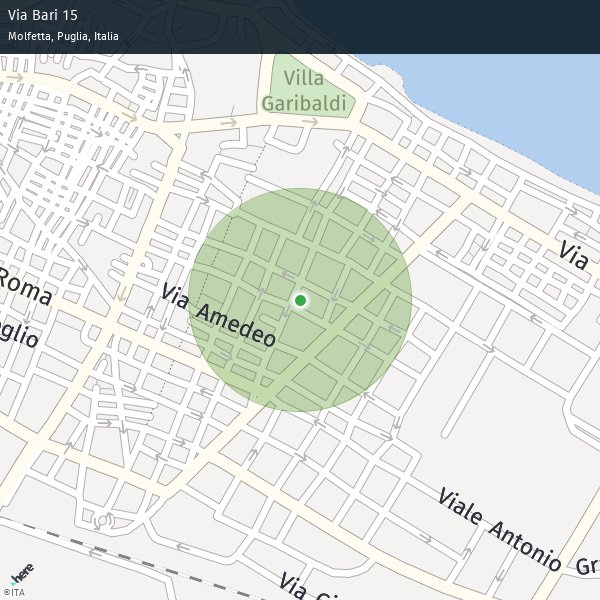 Via Bari 15
Molfetta, Puglia, Italia
Villa
Garibaldi
Via
Roma
Via Amedeo
oglio
Viale Antonio
Gr
Via Gi
here
©ITA